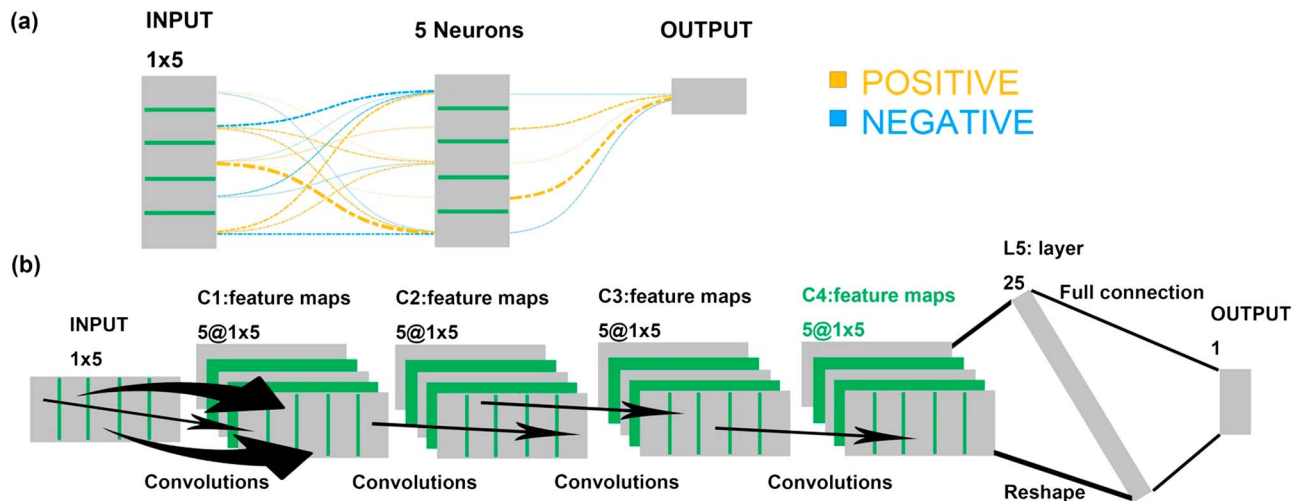 (a)
INPUT
1x5
5 Neurons
OUTPUT
POSITIVE
NEGATIVE
(b)
INPUT
1x5
C1:feature maps
5@1x5
C2:feature maps
5@1x5
C3:feature maps
5@1x5
C4:feature maps
5@1x5
L5: layer
25
Full connection
OUTPUT
1
Convolutions
Convolutions
Convolutions
Convolutions
Reshape